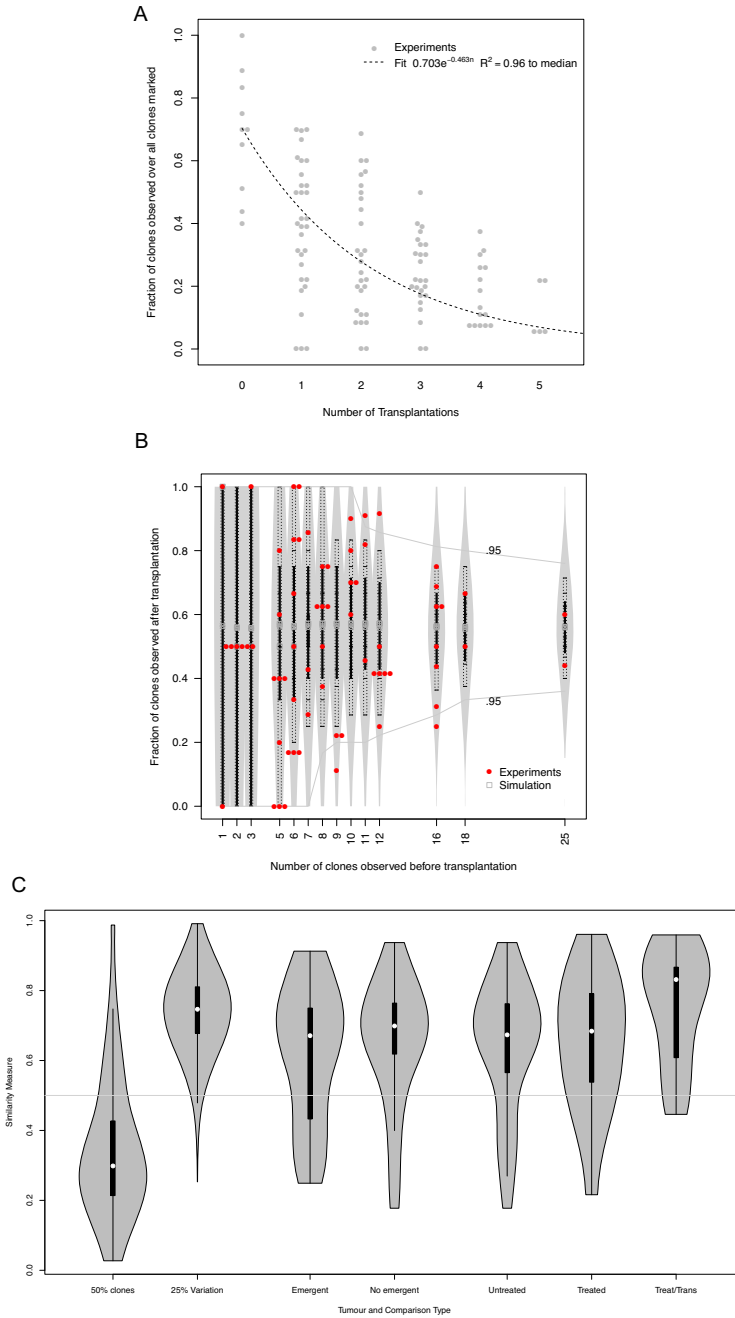 A
1.0
0.8
0.6
0.4
0.2
0.0
Fraction of clones observed over all clones marked
Experiments
Fit 0.703e−0.463n R2 = 0.96 to median
0 1 2 3 4 5
Number of Transplantations
B
1.0
0.8
0.6
0.4
0.2
0.0
Fraction of clones observed after transplantation
.95
.95
Experiments
Simulation
1 2 3 5 6 7 8 9 10 11 12 16 18 25
Number of clones observed before transplantation
C
1.0
0.8
0.6
0.4
0.2
0.0
Similarity Measure
50% clones 25% Variation Emergent No emergent Untreated Treated Treat/Trans
Tumour and Comparison Type